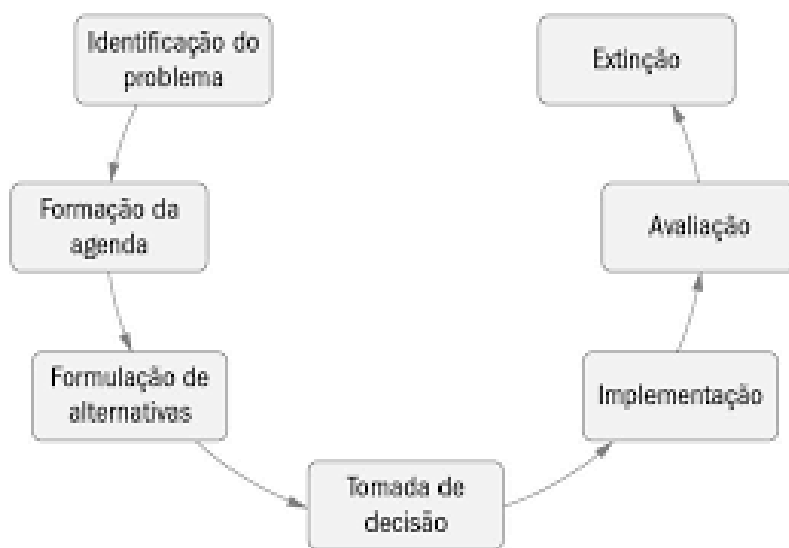 Identificação do
problema
Formação da
agenda
Formulação de
alternativas
Tomada de
decisão
Implementação
Avaliação
Extinção